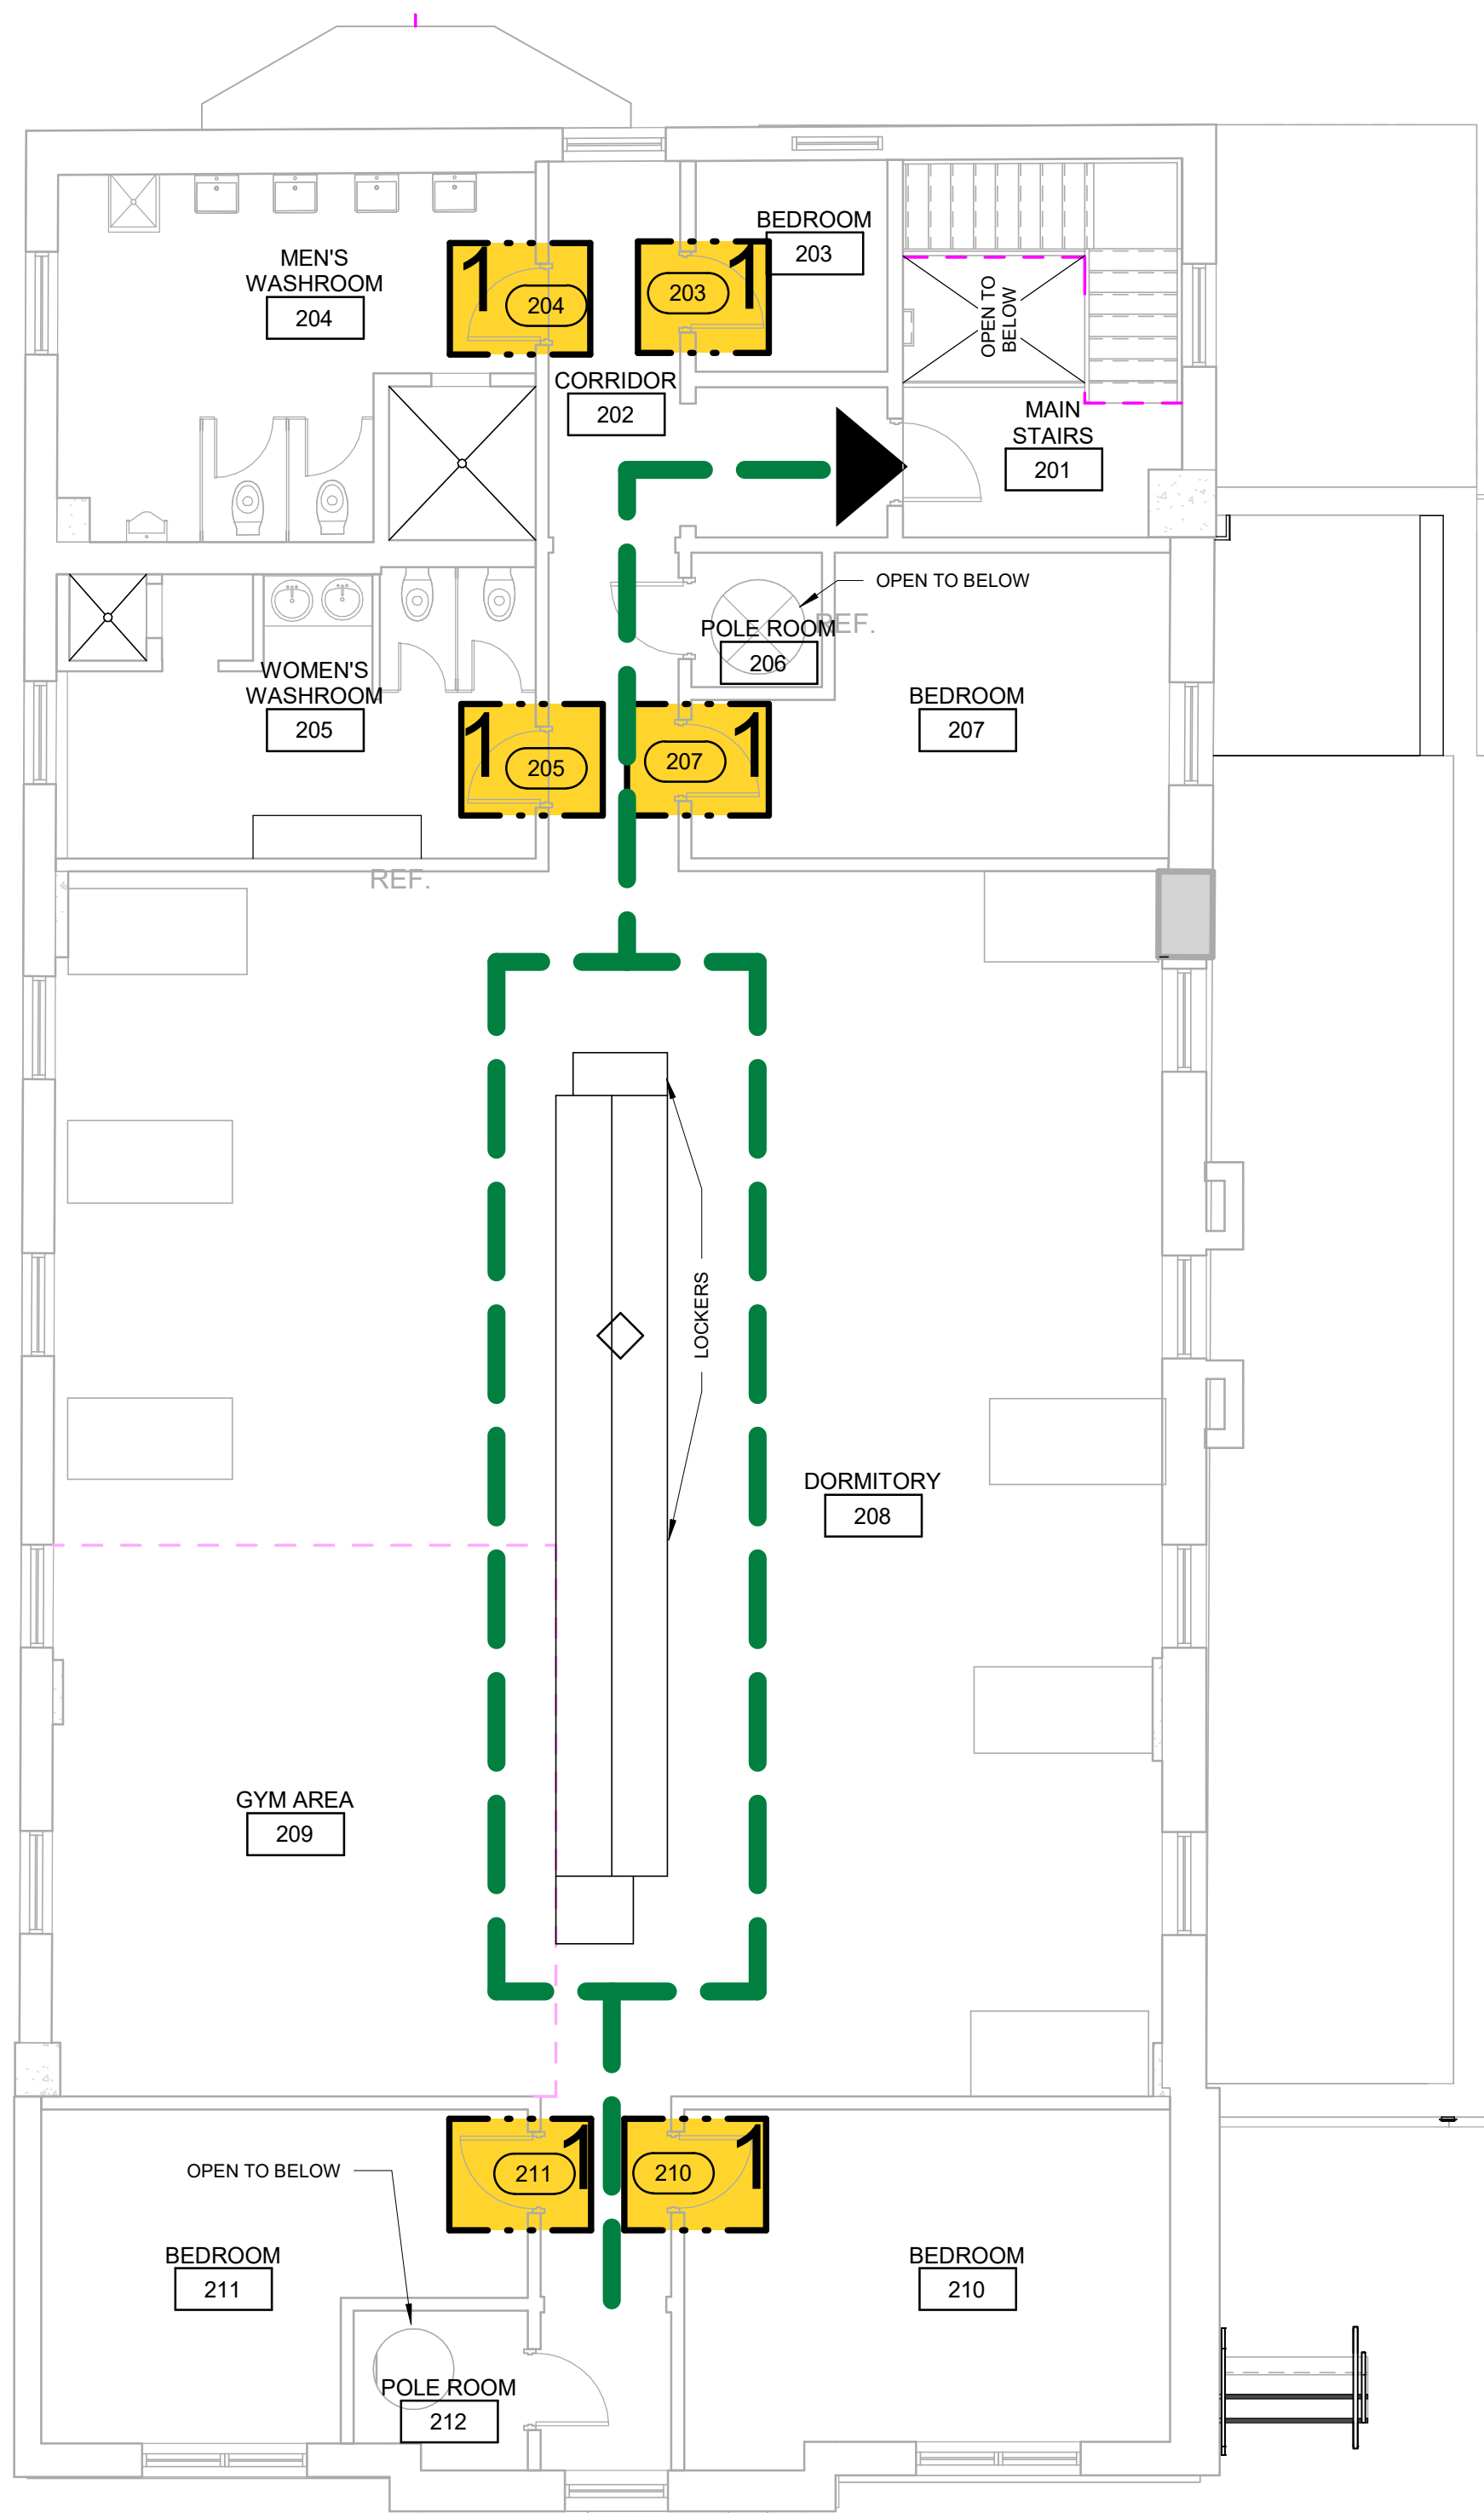 BEDROOM
203
MEN'S
WASHROOM
204
1
204
203
1
OPEN TO
BELOW
CORRIDOR
202
MAIN
STAIRS
201
OPEN TO BELOW
REF.
POLE ROOM
206
WOMEN'S
WASHROOM
205
BEDROOM
207
1
205
207
1
REF.
LOCKERS
DORMITORY
208
GYM AREA
209
211
1
210
1
OPEN TO BELOW
BEDROOM
211
BEDROOM
210
POLE ROOM
212